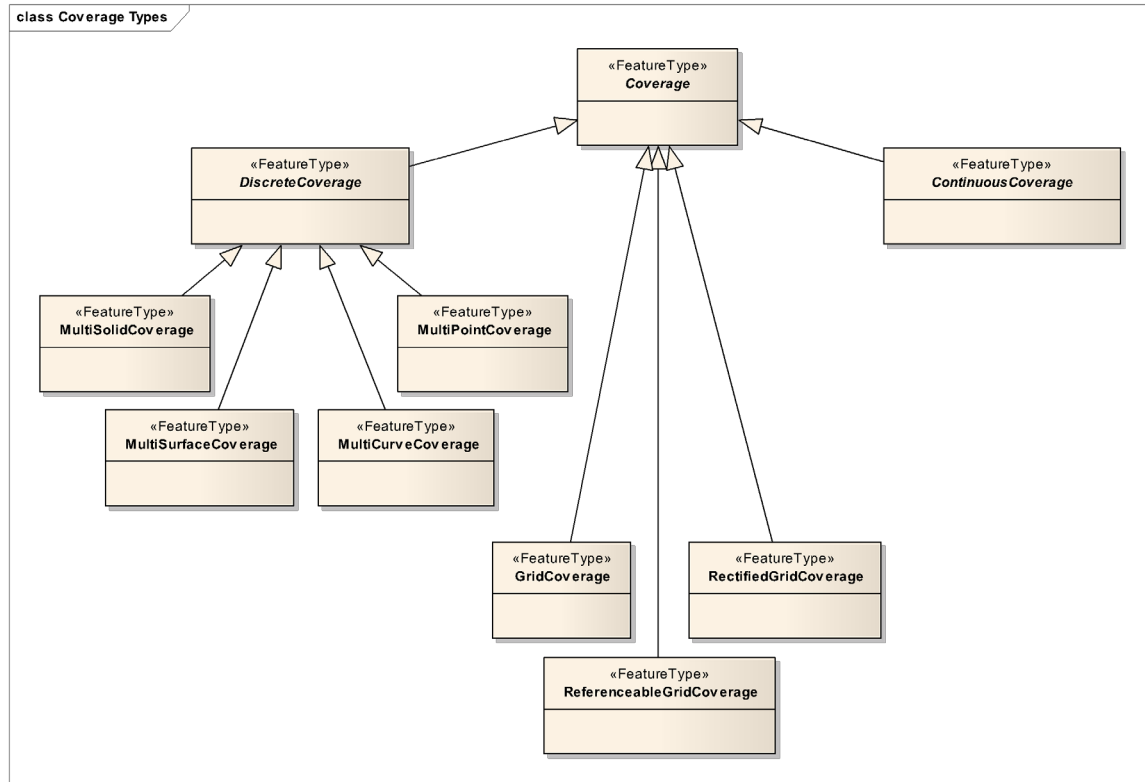 class Coverage Types
«FeatureType»
Coverage
«FeatureType»
DiscreteCoverage
«FeatureType»
ContinuousCoverage
«FeatureType»
MultiSolidCoverage
«FeatureType»
MultiPointCoverage
«FeatureType»
MultiSurfaceCoverage
«FeatureType»
MultiCurveCoverage
«FeatureType»
GridCoverage
«FeatureType»
RectifiedGridCoverage
«FeatureType»
ReferenceableGridCoverage